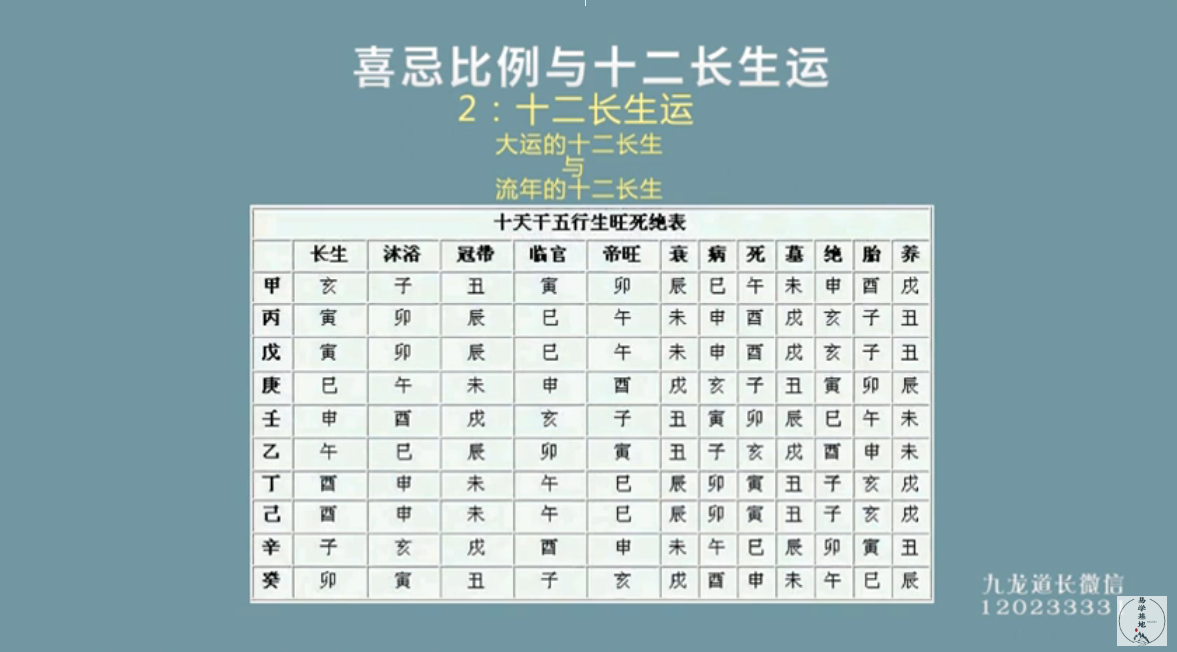 喜忌比例与十二长生运
2：十二长生运
大运的十二长生
与
流年的十二长生
十天干五行生旺死绝表
长生 沐浴 冠带 临官 帝旺 衰 病 死 墓 绝 胎 养
甲 亥 子 丑 寅 卯 辰 巳 午 未 申 酉 戌
丙 寅 卯 辰 巳 午 未 申 酉 戌 亥 子 丑
戊 寅 卯 辰 巳 午 未 申 酉 戌 亥 子 丑
庚 巳 午 未 申 酉 戌 亥 子 丑 寅 卯 辰
壬 申 酉 戌 亥 子 丑 寅 卯 辰 巳 午 未
乙 午 巳 辰 卯 寅 丑 子 亥 戌 酉 申 未
丁 酉 申 未 午 巳 辰 卯 寅 丑 子 亥 戌
己 酉 申 未 午 巳 辰 卯 寅 丑 子 亥 戌
辛 子 亥 戌 酉 申 未 午 巳 辰 卯 寅 丑
癸 卯 寅 丑 子 亥 戌 酉 申 未 午 巳 辰
九龙道长微信
12023333
易学基地